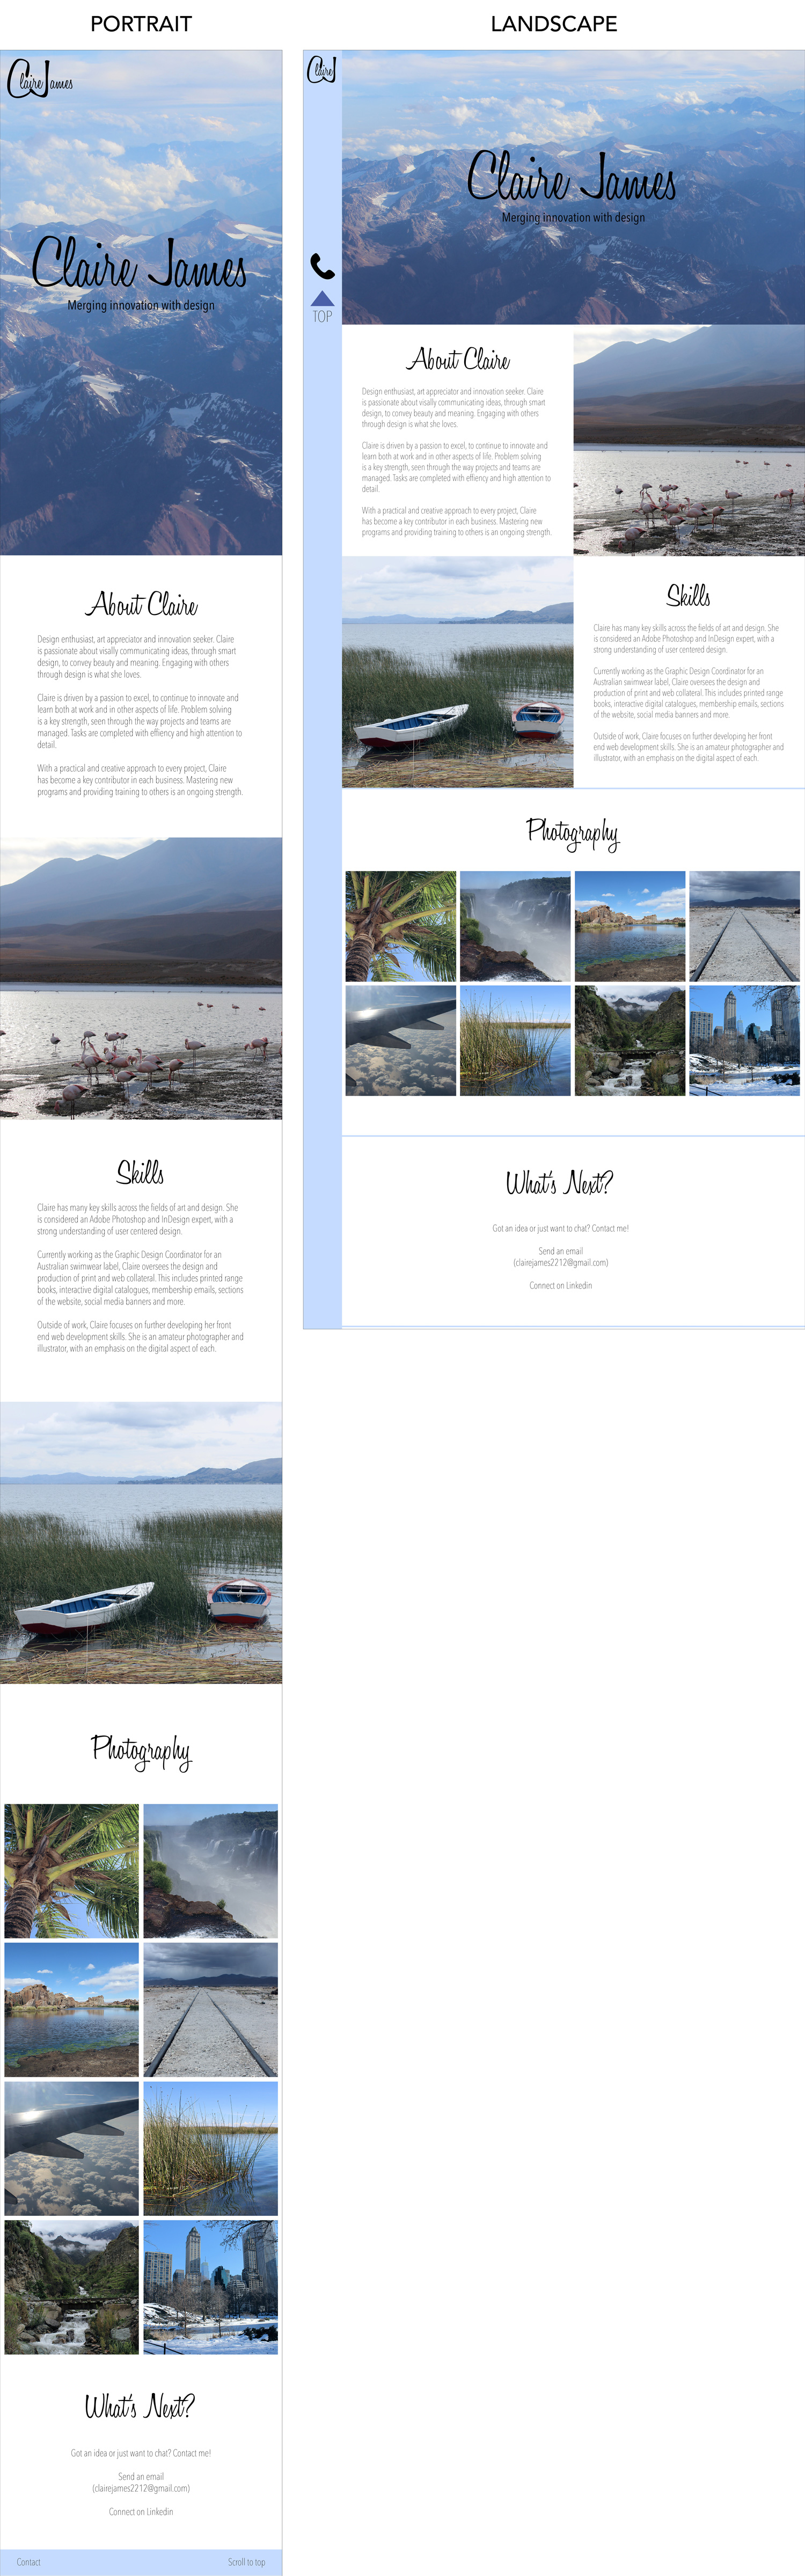 PORTRAIT
Claire James
Claire James
Merging innovation with design
About Claire
Design enthusiast, art appreciator and innovation seeker. Claire
is passionate about visally communicating ideas, through smart
design, to convey beauty and meaning. Engaging with others
through design is what she loves.
Claire is driven by a passion to excel, to continue to innovate and
learn both at work and in other aspects of life. Problem solving
is a key strength, seen through the way projects and teams are
managed. Tasks are completed with effiency and high attention to
detail.
With a practical and creative approach to every project, Claire
has become a key contributor in each business. Mastering new
programs and providing training to others is an ongoing strength.
Skills
Claire has many key skills across the fields of art and design. She
is considered an Adobe Photoshop and InDesign expert, with a
strong understanding of user centered design.
Currently working as the Graphic Design Coordinator for an
Australian swimwear label, Claire oversees the design and
production of print and web collateral. This includes printed range
books, interactive digital catalogues, membership emails, sections
of the website, social media banners and more.
Outside of work, Claire focuses on further developing her front
end web development skills. She is an amateur photographer and
illustrator, with an emphasis on the digital aspect of each.
Photography
What's Next?
Got an idea or just want to chat? Contact me!
Send an email
(clairejames2212@gmail.com)
Connect on Linkedin
Contact
Scroll to top
LANDSCAPE
Claire J
TOP
Claire James
Merging innovation with design
About Claire
Design enthusiast, art appreciator and innovation seeker. Claire
is passionate about visally communicating ideas, through smart
design, to convey beauty and meaning. Engaging with others
through design is what she loves.
Claire is driven by a passion to excel, to continue to innovate and
learn both at work and in other aspects of life. Problem solving
is a key strength, seen through the way projects and teams are
managed. Tasks are completed with effiency and high attention to
detail.
With a practical and creative approach to every project, Claire
has become a key contributor in each business. Mastering new
programs and providing training to others is an ongoing strength.
Skills
Claire has many key skills across the fields of art and design. She
is considered an Adobe Photoshop and InDesign expert, with a
strong understanding of user centered design.
Currently working as the Graphic Design Coordinator for an
Australian swimwear label, Claire oversees the design and
production of print and web collateral. This includes printed range
books, interactive digital catalogues, membership emails, sections
of the website, social media banners and more.
Outside of work, Claire focuses on further developing her front
end web development skills. She is an amateur photographer and
illustrator, with an emphasis on the digital aspect of each.
Photography
What's Next?
Got an idea or just want to chat? Contact me!
Send an email
(clairejames2212@gmail.com)
Connect on Linkedin